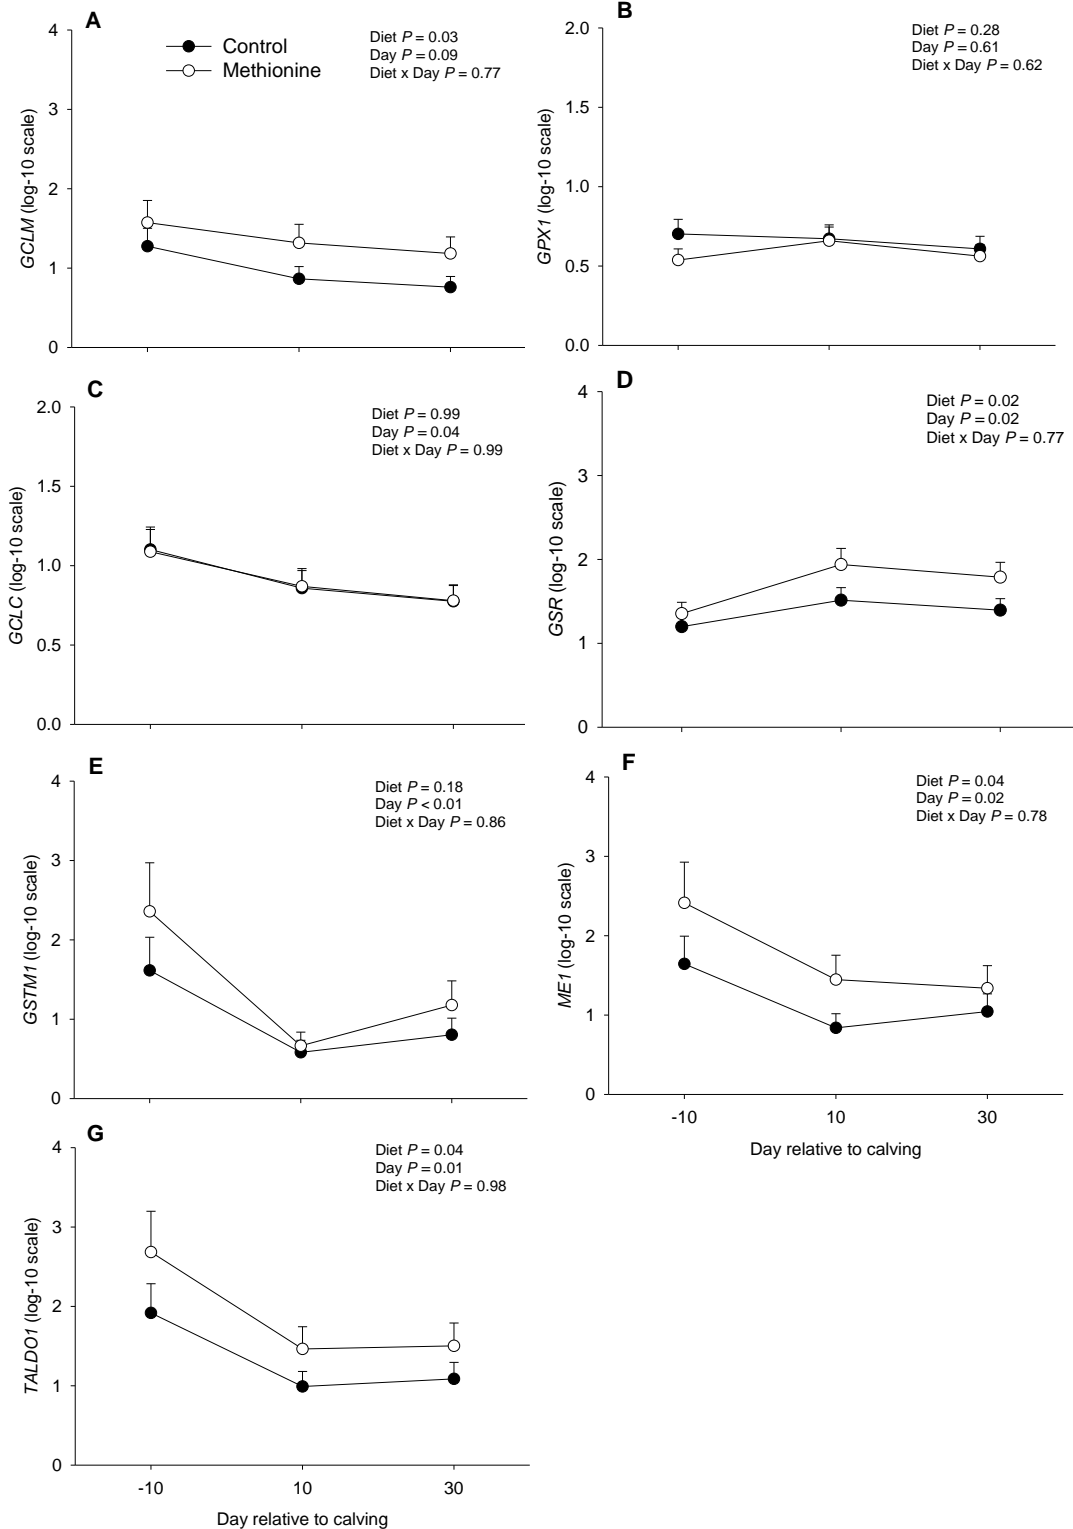 A
Control
Methionine
Diet P = 0.03
Day P = 0.09
Diet x Day P = 0.77
4
3
2
1
0
GCLM (log-10 scale)
B
Diet P = 0.28
Day P = 0.61
Diet x Day P = 0.62
2.0
1.5
1.0
0.5
0.0
GPX1 (log-10 scale)
C
Diet P = 0.99
Day P = 0.04
Diet x Day P = 0.99
2.0
1.5
1.0
0.5
0.0
GCLC (log-10 scale)
D
Diet P = 0.02
Day P = 0.02
Diet x Day P = 0.77
4
3
2
1
0
GSR (log-10 scale)
E
Diet P = 0.18
Day P < 0.01
Diet x Day P = 0.86
4
3
2
1
0
GSTM1 (log-10 scale)
F
Diet P = 0.04
Day P = 0.02
Diet x Day P = 0.78
4
3
2
1
0
ME1 (log-10 scale)
-10 10 30
Day relative to calving
G
Diet P = 0.04
Day P = 0.01
Diet x Day P = 0.98
4
3
2
1
0
TALDO1 (log-10 scale)
-10 10 30
Day relative to calving